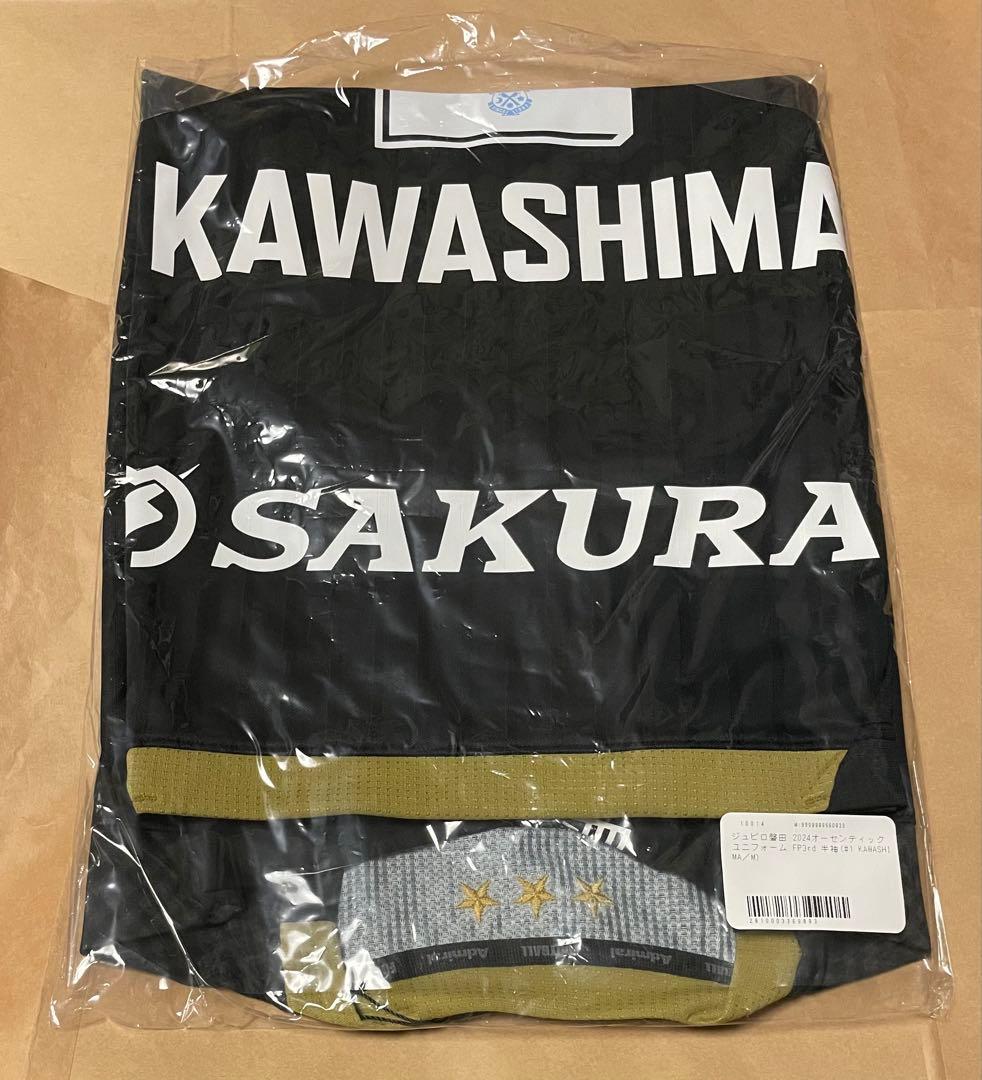 KAWASHIMA
SAKURA
10014
ジュビロ磐田 2024オーセンティック
ユニフォーム FP3rd 半袖(#1 KAWASHI
MA/M)
Admiral
Admiral